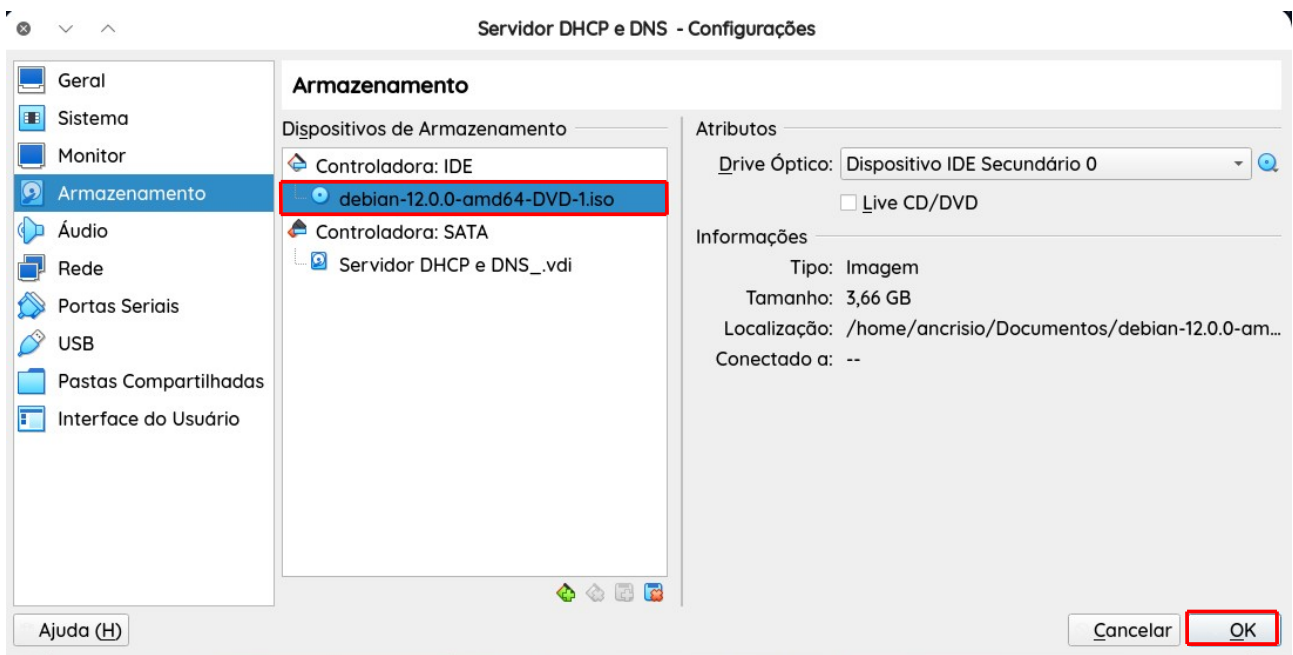 Servidor DHCP e DNS - Configurações
Geral
Sistema
Monitor
Armazenamento
Áudio
Rede
Portas Seriais
USB
Pastas Compartilhadas
Interface do Usuário
Armazenamento
Dispositivos de Armazenamento
Controladora: IDE
debian-12.0.0-amd64-DVD-1.iso
Controladora: SATA
Servidor DHCP e DNS_.vdi
Atributos
Drive Óptico: Dispositivo IDE Secundário 0
Live CD/DVD
Informações
Tipo: Imagem
Tamanho: 3,66 GB
Localização: /home/ancrisio/Documentos/debian-12.0.0-am...
Conectado a: --
Ajuda (H)
Cancelar
OK